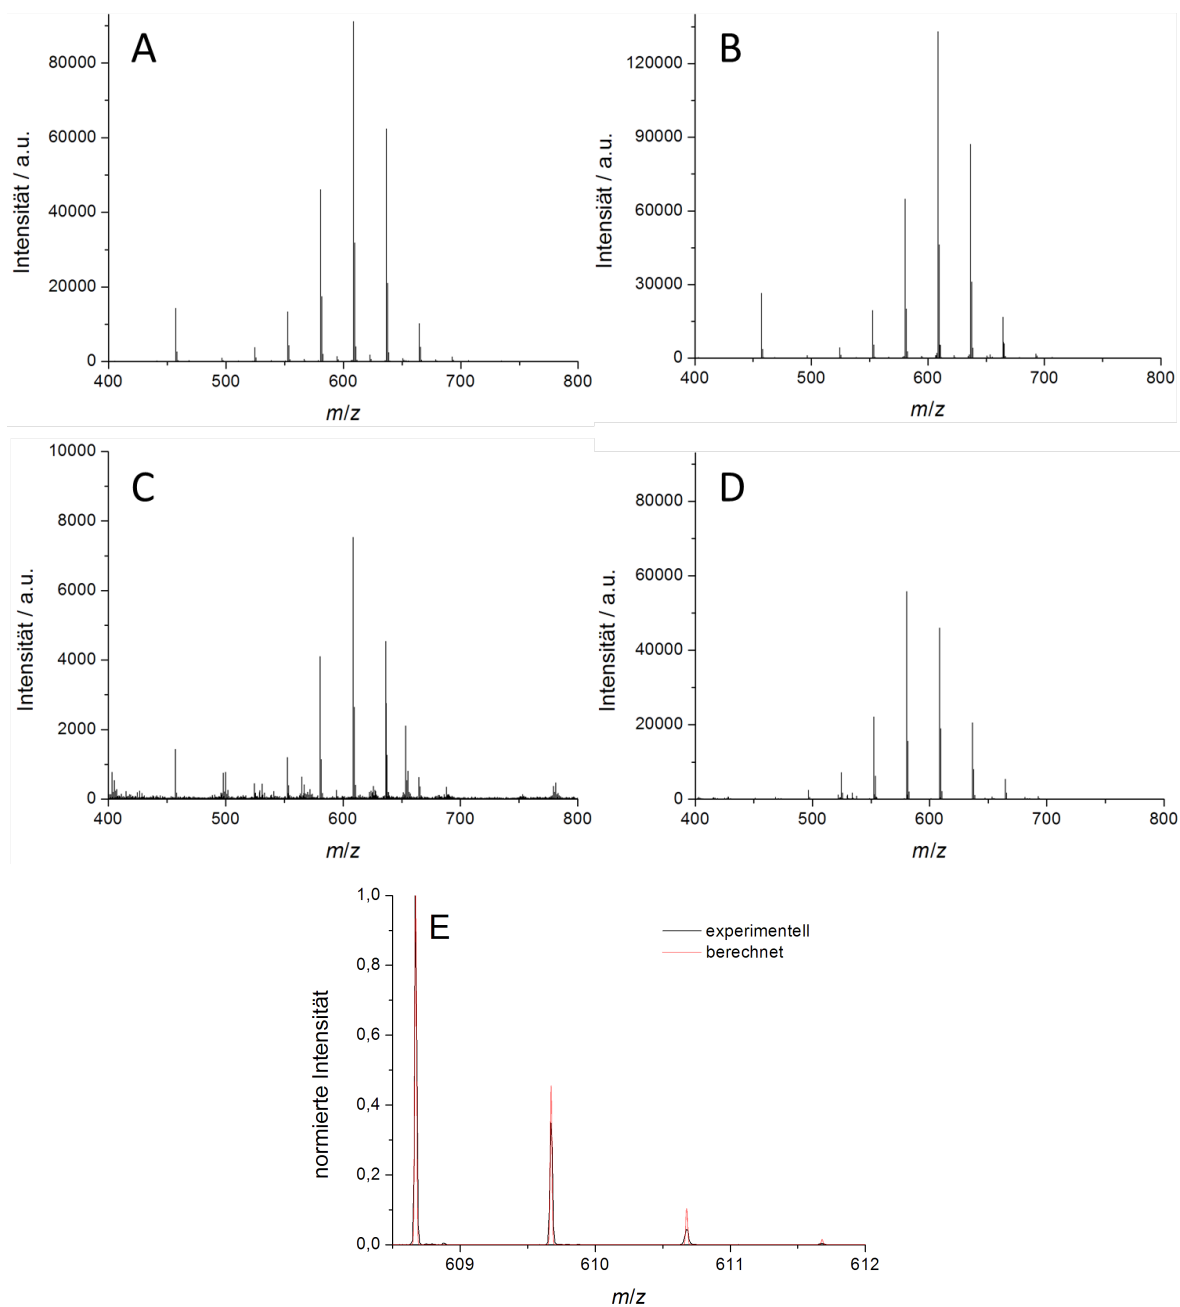 A
80000
60000
40000
20000
0
Intensität / a.u.
400 500 600 700 800
m/z
B
120000
90000
60000
30000
0
Intensiät / a.u.
400 500 600 700 800
m/z
C
10000
8000
6000
4000
2000
0
Intensität / a.u.
400 500 600 700 800
m/z
D
80000
60000
40000
20000
0
Intensität / a.u.
400 500 600 700 800
m/z
E
1,0
0,8
0,6
0,4
0,2
0,0
normierte Intensität
experimentell
berechnet
609 610 611 612
m/z